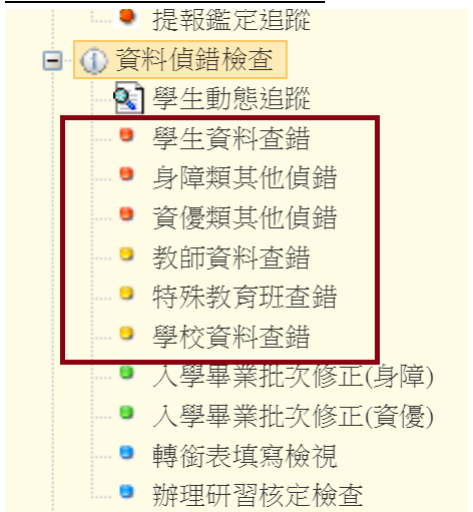 提報鑑定追蹤
資料偵錯檢查
學生動態追蹤
學生資料查錯
身障類其他偵錯
資優類其他偵錯
教師資料查錯
特殊教育班查錯
學校資料查錯
入學畢業批次修正(身障)
入學畢業批次修正(資優)
轉銜表填寫檢視
辦理研習核定檢查